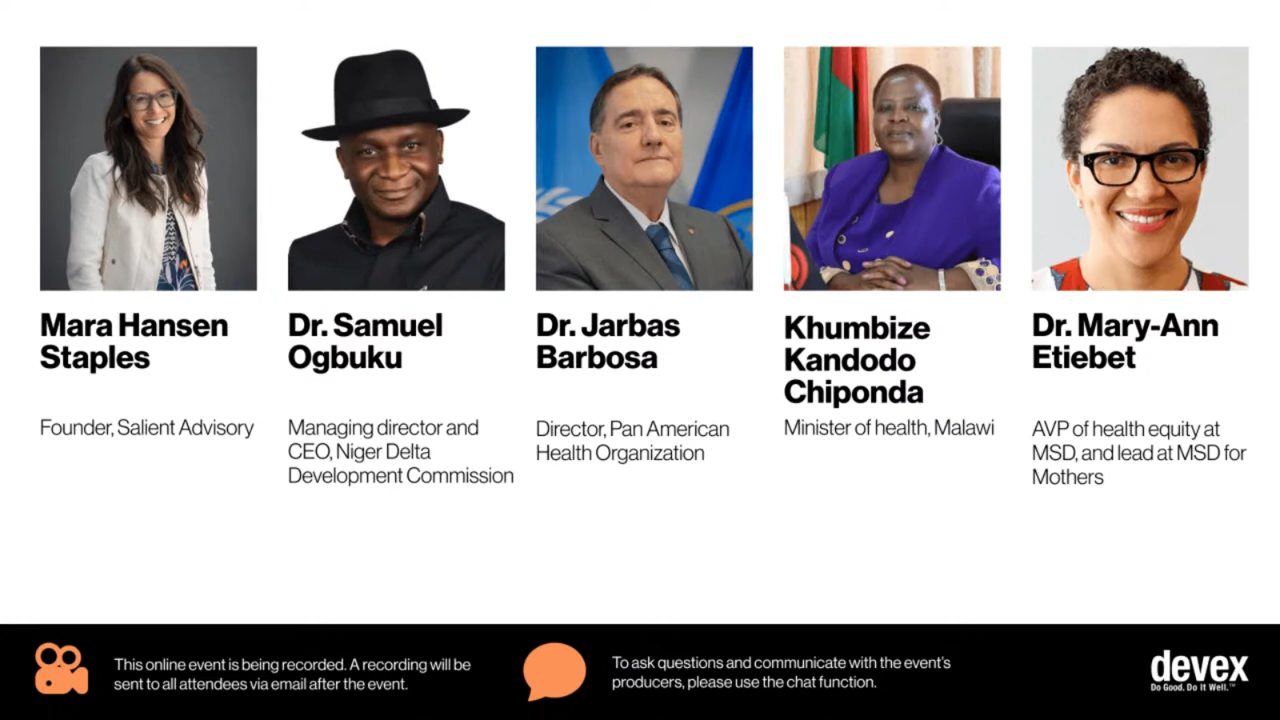 Mara Hansen
Staples
Founder, Salient Advisory
Dr. Samuel
Ogbuku
Managing director and
CEO, Niger Delta
Development Commission
Dr. Jarbas
Barbosa
Director, Pan American
Health Organization
Khumbize
Kandodo
Chiponda
Minister of health, Malawi
Dr. Mary-Ann
Etiebet
AVP of health equity at
MSD, and lead at MSD for
Mothers
This online event is being recorded. A recording will be
sent to all attendees via email after the event.
To ask questions and communicate with the event's
producers, please use the chat function.
devex
Do Good. Do It Well.™